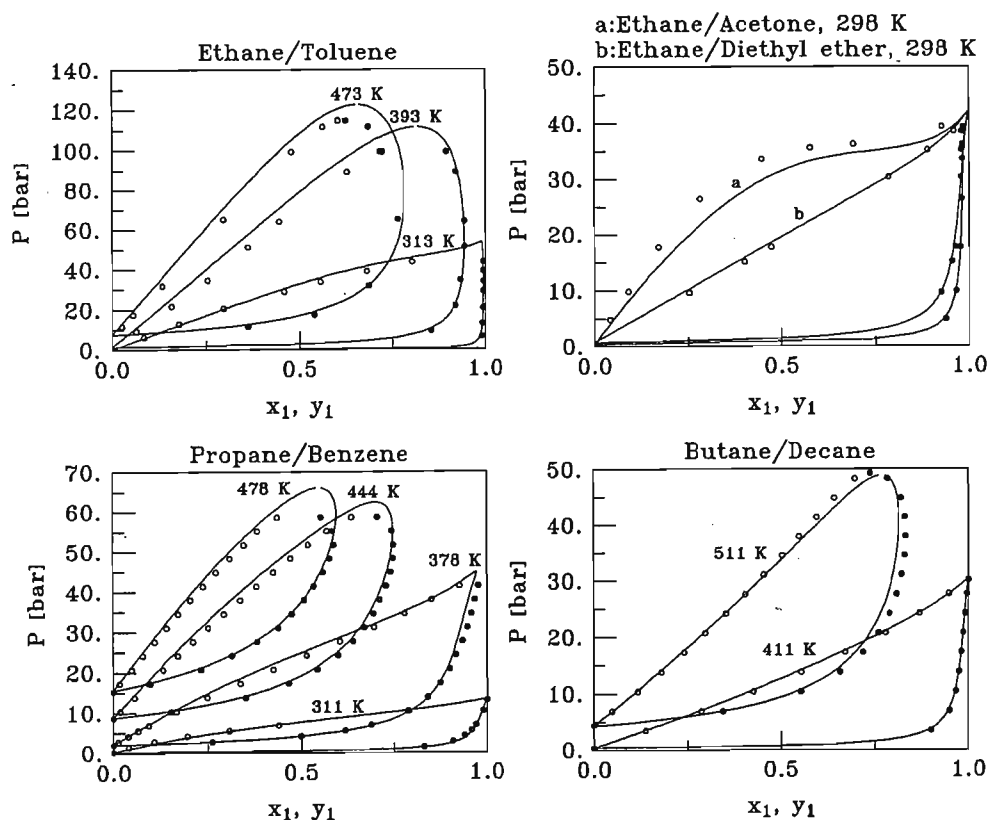 Ethane/Toluene
140.
120.
100.
80.
60.
40.
20.
0.
P [bar]
473 K
393 K
313 K
0.0
0.5
1.0
x₁, y₁
a:Ethane/Acetone, 298 K
b:Ethane/Diethyl ether, 298 K
50.
40.
30.
20.
10.
0.
P [bar]
a
b
0.0
0.5
1.0
x₁, y₁
Propane/Benzene
70.
60.
50.
40.
30.
20.
10.
0.
P [bar]
478 K
444 K
378 K
311 K
0.0
0.5
1.0
x₁, y₁
Butane/Decane
50.
40.
30.
20.
10.
0.
P [bar]
511 K
411 K
0.0
0.5
1.0
x₁, y₁